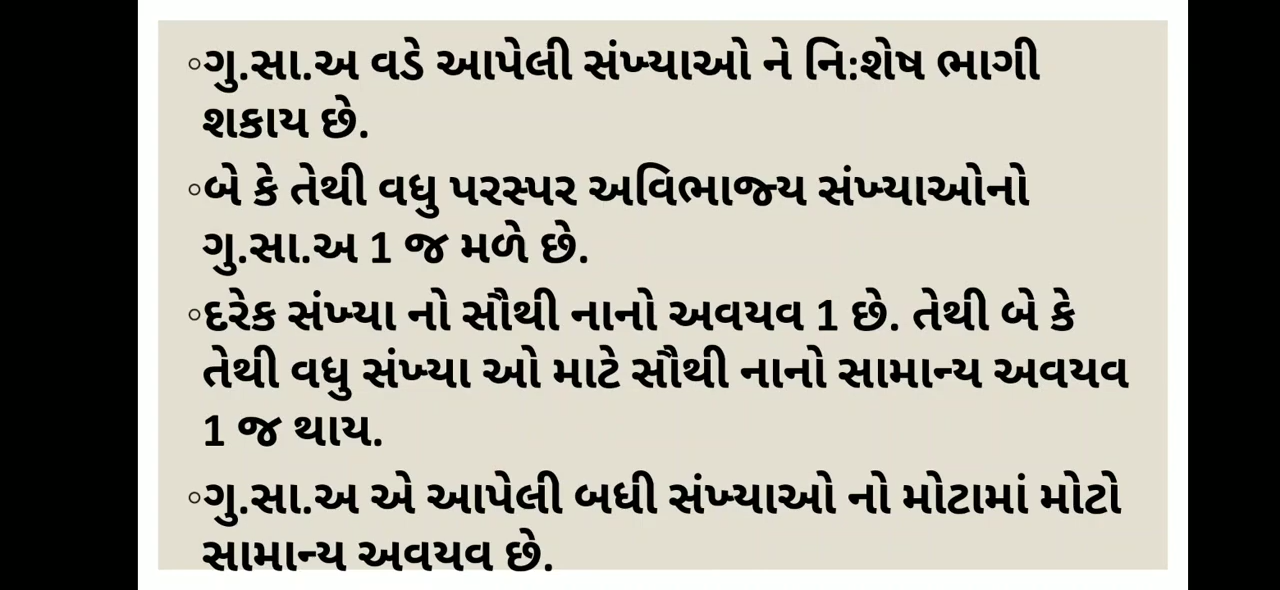 ◦ગુ.સા.અ વડે આપેલી સંખ્યાઓ ને નિ:શેષ ભાગી
શકાય છે.
◦બે કે તેથી વધુ પરસ્પર અવિભાજ્ય સંખ્યાઓનો
ગુ.સા.અ 1 જ મળે છે.
◦દરેક સંખ્યા નો સૌથી નાનો અવયવ 1 છે. તેથી બે કે
તેથી વધુ સંખ્યા ઓ માટે સૌથી નાનો સામાન્ય અવયવ
1 જ થાય.
◦ગુ.સા.અ એ આપેલી બધી સંખ્યાઓ નો મોટામાં મોટો
સામાન્ય અવયવ છે.